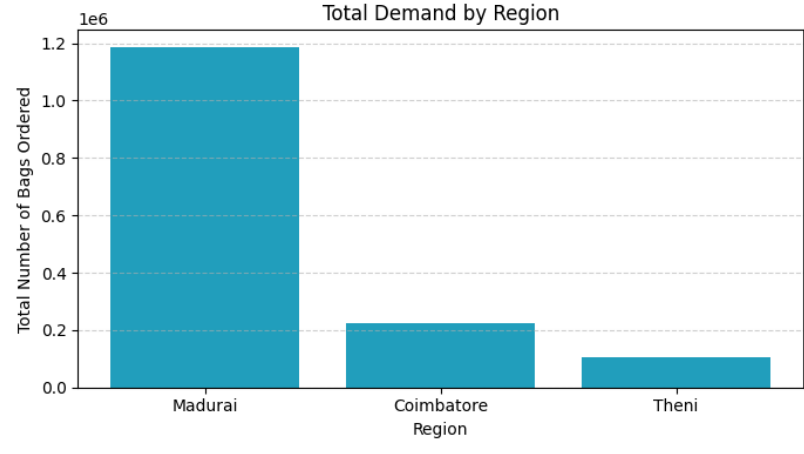 Total Demand by Region
1e6
Total Number of Bags Ordered
1.2
1.0
0.8
0.6
0.4
0.2
0.0
Madurai Coimbatore Theni
Region